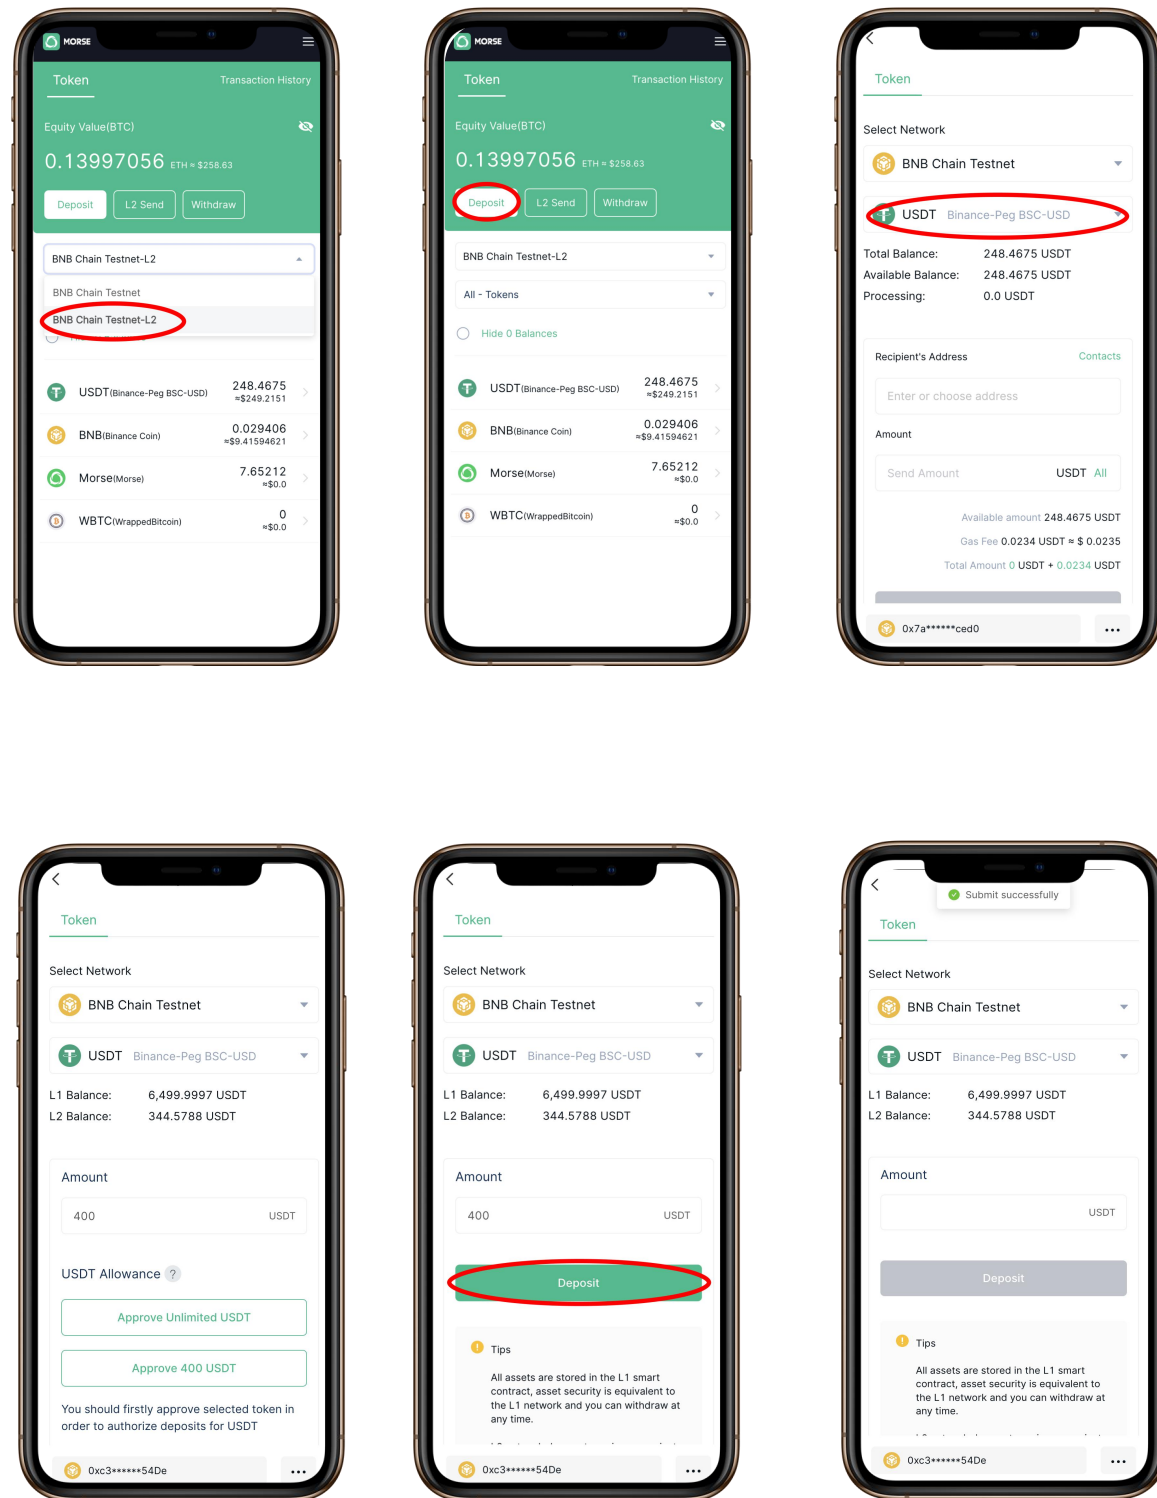 MORSE
Token Transaction History
Equity Value(BTC)
0.13997056 ETH ≈ $258.63
Deposit L2 Send Withdraw
BNB Chain Testnet-L2
BNB Chain Testnet
BNB Chain Testnet-L2
USDT(Binance-Peg BSC-USD) 248.4675
≈$249.2151
BNB(Binance Coin) 0.029406
≈$9.41594621
Morse(Morse) 7.65212
≈$0.0
WBTC(WrappedBitcoin) 0
≈$0.0
MORSE
Token Transaction History
Equity Value(BTC)
0.13997056 ETH ≈ $258.63
Deposit L2 Send Withdraw
BNB Chain Testnet-L2
All - Tokens
Hide 0 Balances
USDT(Binance-Peg BSC-USD) 248.4675
≈$249.2151
BNB(Binance Coin) 0.029406
≈$9.41594621
Morse(Morse) 7.65212
≈$0.0
WBTC(WrappedBitcoin) 0
≈$0.0
Token
Select Network
BNB Chain Testnet
USDT Binance-Peg BSC-USD
Total Balance: 248.4675 USDT
Available Balance: 248.4675 USDT
Processing: 0.0 USDT
Recipient's Address Contacts
Enter or choose address
Amount
Send Amount USDT All
Available amount 248.4675 USDT
Gas Fee 0.0234 USDT ≈ $ 0.0235
Total Amount 0 USDT + 0.0234 USDT
0x7a******ced0 •••
Token
Select Network
BNB Chain Testnet
USDT Binance-Peg BSC-USD
L1 Balance: 6,499.9997 USDT
L2 Balance: 344.5788 USDT
Amount
400 USDT
USDT Allowance ?
Approve Unlimited USDT
Approve 400 USDT
You should firstly approve selected token in
order to authorize deposits for USDT
0xc3******54De •••
Token
Select Network
BNB Chain Testnet
USDT Binance-Peg BSC-USD
L1 Balance: 6,499.9997 USDT
L2 Balance: 344.5788 USDT
Amount
400 USDT
Deposit
Tips
All assets are stored in the L1 smart
contract, asset security is equivalent to
the L1 network and you can withdraw at
any time.
0xc3******54De •••
Submit successfully
Token
Select Network
BNB Chain Testnet
USDT Binance-Peg BSC-USD
L1 Balance: 6,499.9997 USDT
L2 Balance: 344.5788 USDT
Amount
USDT
Deposit
Tips
All assets are stored in the L1 smart
contract, asset security is equivalent to
the L1 network and you can withdraw at
any time.
0xc3******54De •••